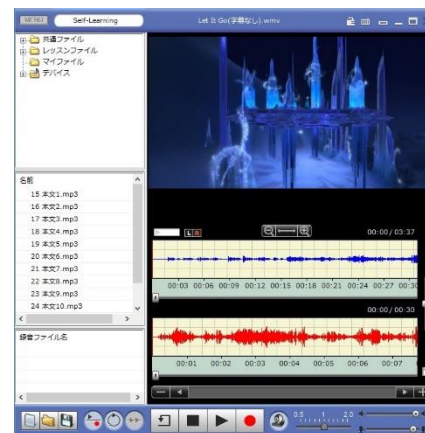 MENU Self-Learning Let It Go(字幕なし).wmv
共通ファイル
レッスンファイル
マイファイル
デバイス
名前
15 本文1.mp3
16 本文2.mp3
17 本文3.mp3
18 本文4.mp3
19 本文5.mp3
20 本文6.mp3
21 本文7.mp3
22 本文8.mp3
23 本文9.mp3
24 本文10.mp3
録音ファイル名
L R 00:00 / 03:37
00:03 00:06 00:09 00:12 00:15 00:18 00:21 00:24 00:27 00:30
00:00 / 00:30
00:01 00:02 00:03 00:04 00:05 00:06 00:07
0.5 1 2.0